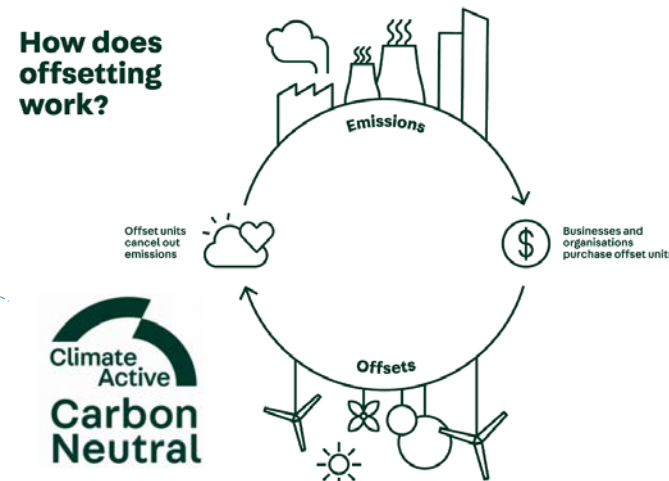 How does
offsetting
work?
Emissions
Offset units
cancel out
emissions
$
Businesses and
organisations
purchase offset unit
Offsets
Climate
Active
Carbon
Neutral